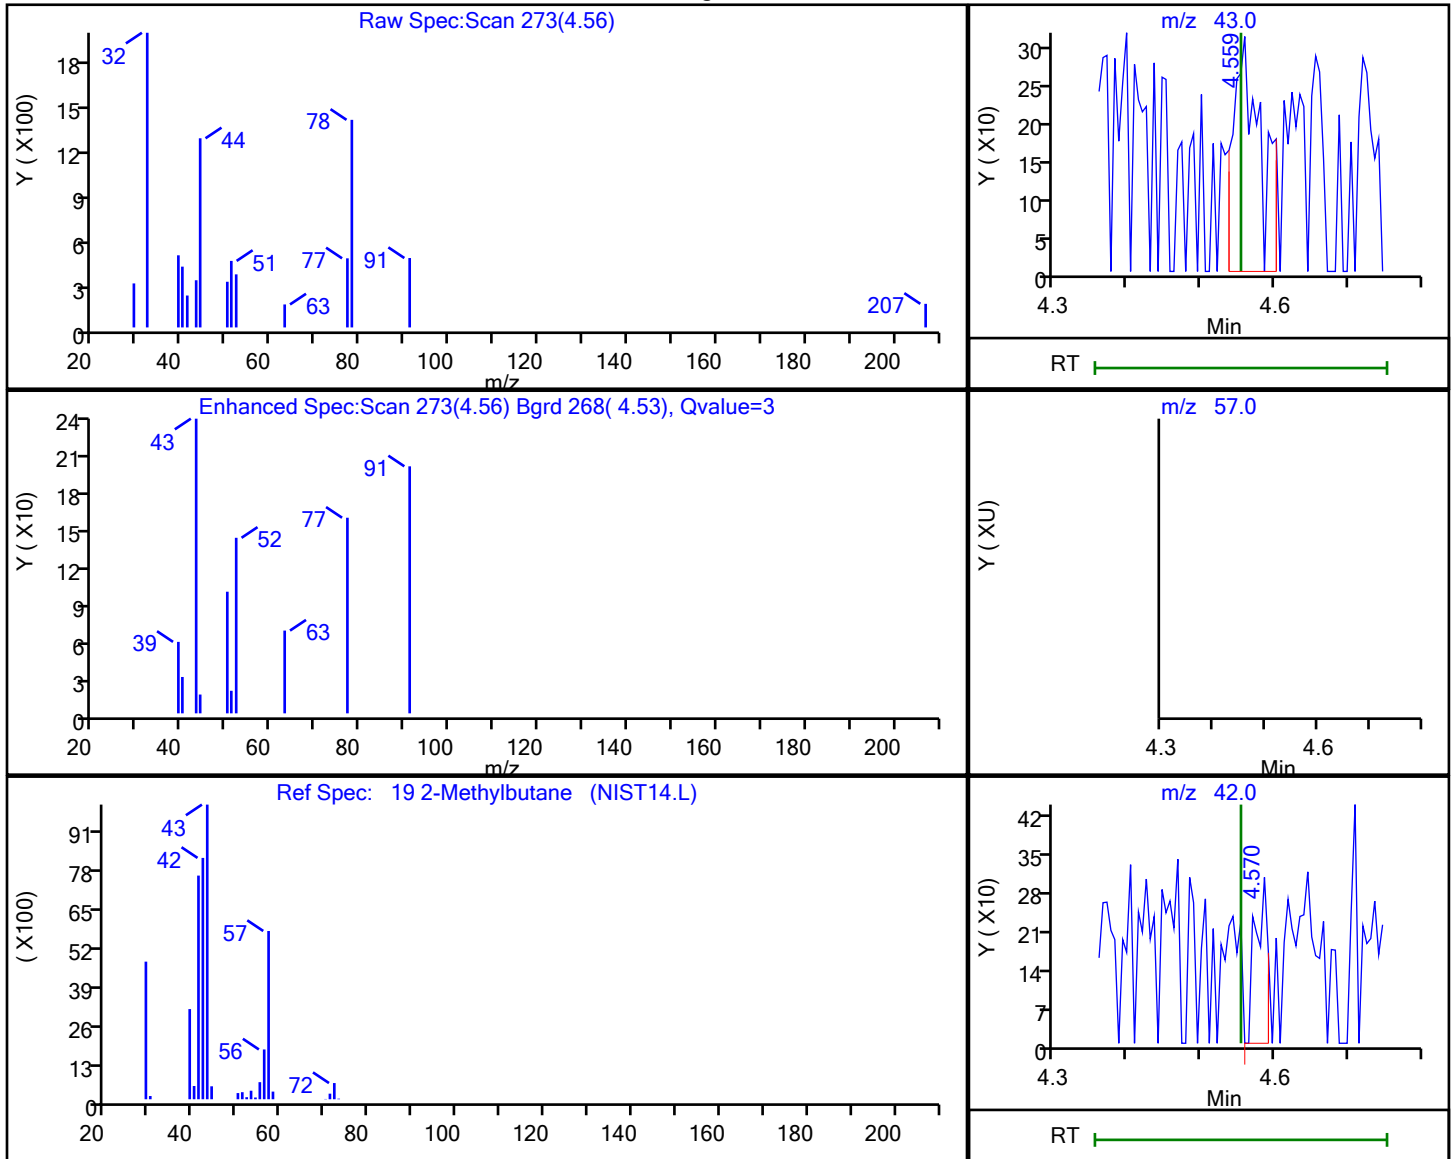 Raw Spec:Scan 273(4.56)
Y ( X100)
18
15
12
9
6
3
0
32
44
51
63
77
78
91
207
20 40 60 80 100 120 140 160 180 200
m/z
m/z 43.0
Y ( X10)
30
25
20
15
10
5
0
4.559
4.3 4.6
Min
RT
Enhanced Spec:Scan 273(4.56) Bgrd 268( 4.53), Qvalue=3
Y ( X10)
24
21
18
15
12
9
6
3
0
39
43
52
63
77
91
20 40 60 80 100 120 140 160 180 200
m/z
m/z 57.0
Y ( XU)
4.3 4.6
Min
Ref Spec: 19 2-Methylbutane (NIST14.L)
( X100)
91
78
65
52
39
26
13
0
43
42
57
56
72
20 40 60 80 100 120 140 160 180 200
m/z 42.0
Y ( X10)
42
35
28
21
14
7
0
4.570
4.3 4.6
Min
RT